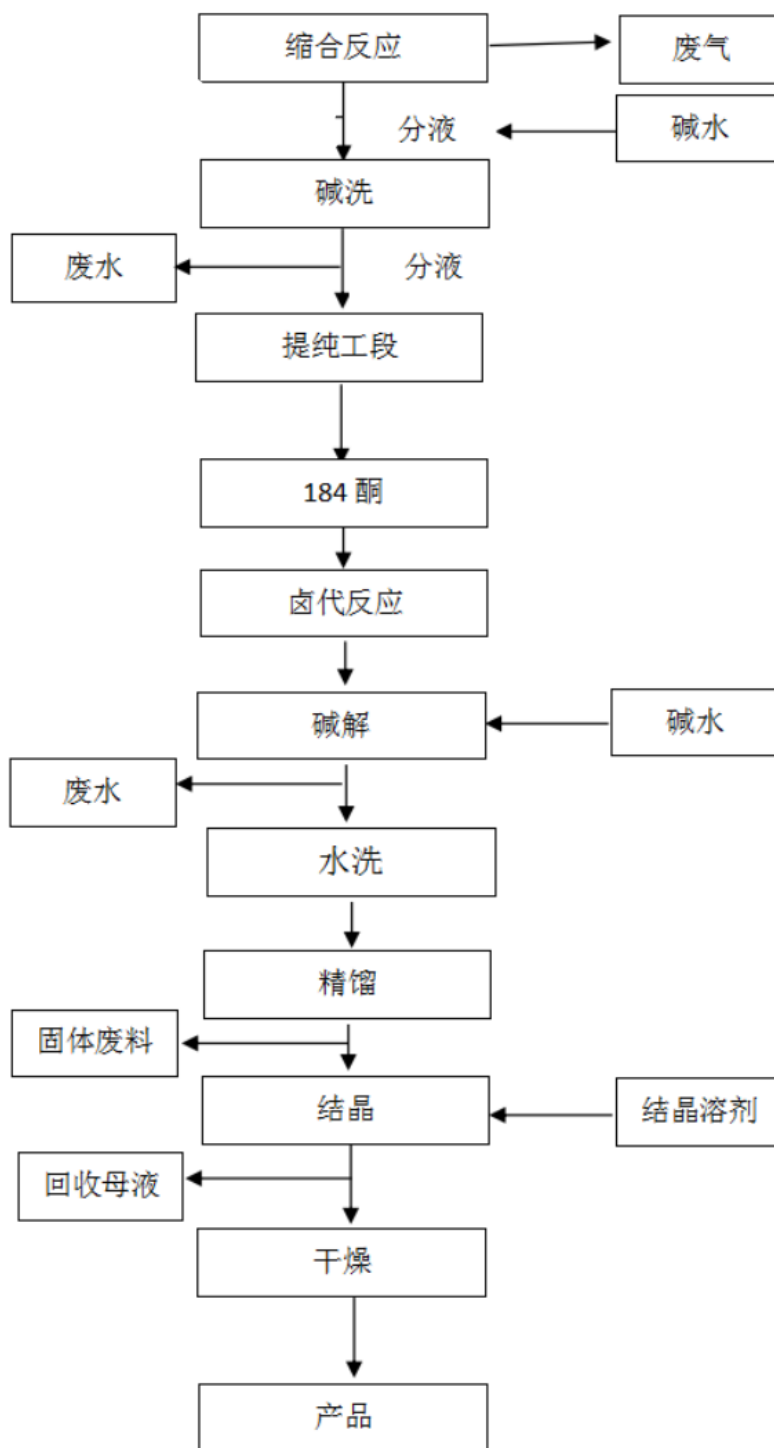 缩合反应
废气
分液
碱水
碱洗
废水
分液
提纯工段
184 酮
卤代反应
碱解
碱水
废水
水洗
精馏
固体废料
结晶
结晶溶剂
回收母液
干燥
产品